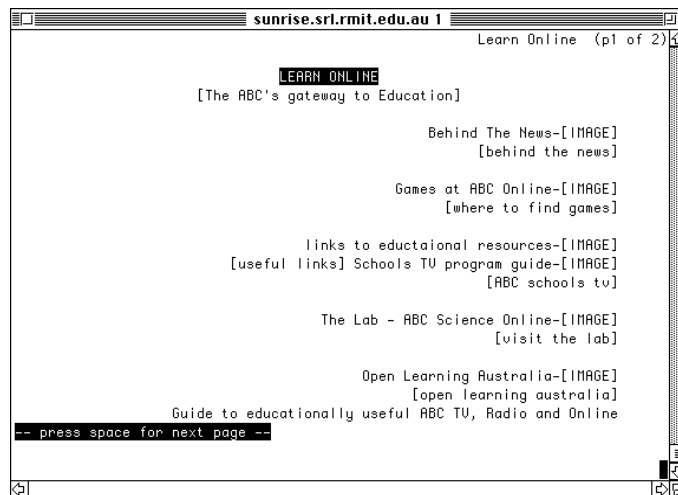 sunrise.srl.rmit.edu.au 1
Learn Online (p1 of 2)
LEARN ONLINE
[The ABC's gateway to Education]
Behind The News-[IMAGE]
[behind the news]
Games at ABC Online-[IMAGE]
[where to find games]
links to eductaional resources-[IMAGE]
[useful links] Schools TV program guide-[IMAGE]
[ABC schools tv]
The Lab - ABC Science Online-[IMAGE]
[visit the lab]
Open Learning Australia-[IMAGE]
[open learning australia]
Guide to educationally useful ABC TV, Radio and Online
-- press space for next page --